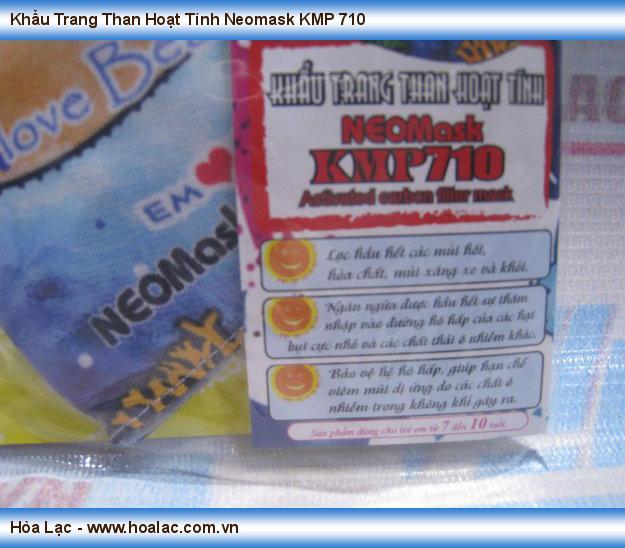 Khẩu Trang Than Hoạt Tính Neomask KMP 710
love Be
EM
NEOMask
KHẨU TRANG THAN HOẠT TÍNH
NEOMask
KMP710
Activated carbon filter mask
Lọc hầu hết các mùi hôi,
hóa chất, mùi xăng xe và khói.
Ngăn ngừa được hầu hết sự thâm
nhập vào đường hô hấp của các hạt
bụi cực nhỏ và các chất thải ô nhiễm khác.
Bảo vệ hệ hô hấp, giúp hạn chế
viêm mũi dị ứng do các chất ô
nhiễm trong không khí gây ra.
Sản phẩm dùng cho trẻ em từ 7 đến 10 tuổi.
Hòa Lạc - www.hoalac.com.vn